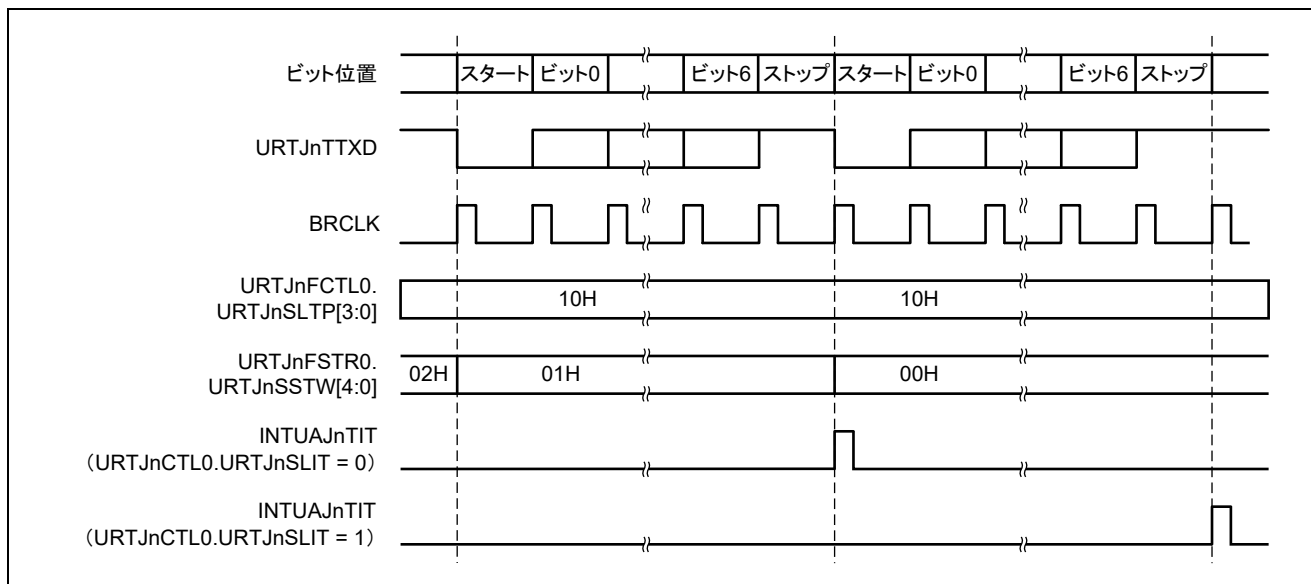 ビット位置
スタート ビット0 ビット6 ストップ スタート ビット0 ビット6 ストップ
URTJnTTXD
BRCLK
URTJnFCTL0.
URTJnSLTP[3:0]
10H 10H
URTJnFSTR0.
URTJnSSTW[4:0]
02H 01H 00H
INTUAJnTIT
（URTJnCTL0.URTJnSLIT = 0）
INTUAJnTIT
（URTJnCTL0.URTJnSLIT = 1）